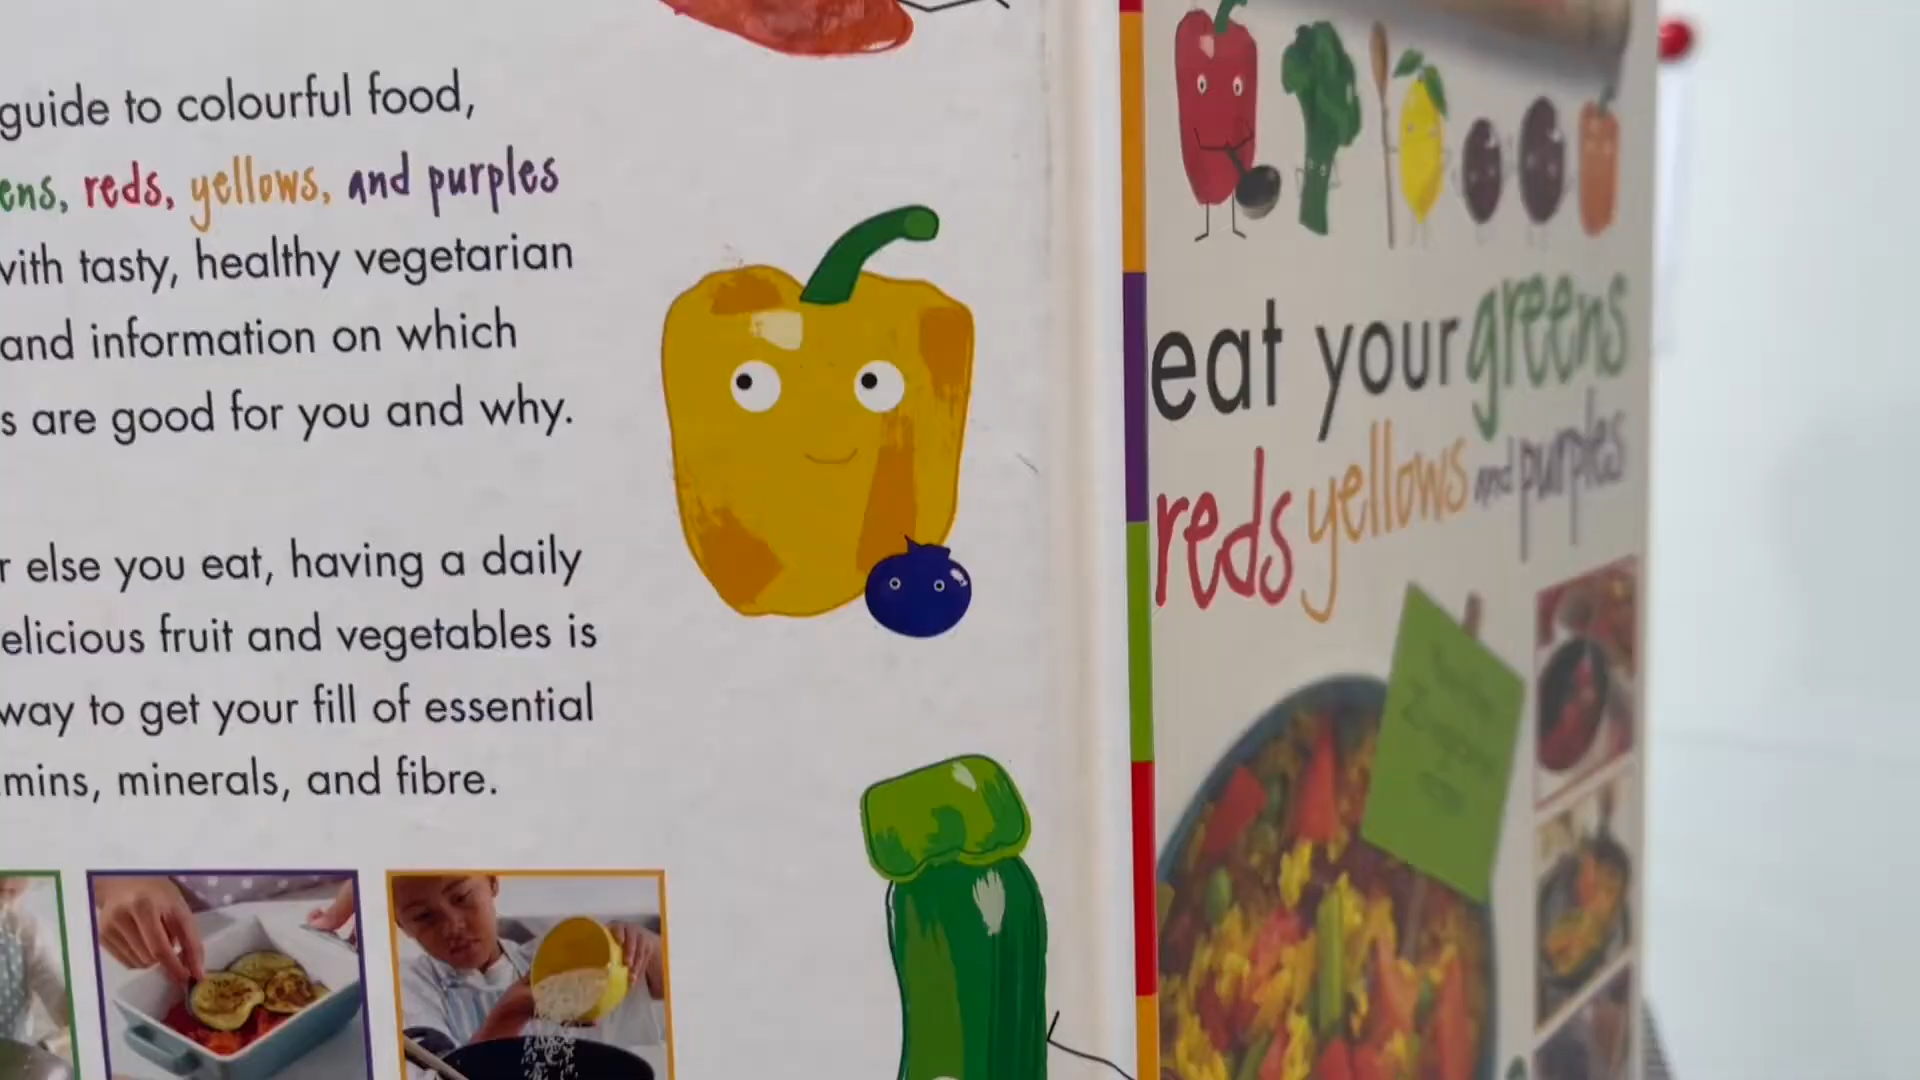 guide to colourful food,
ens, reds, yellows, and purples
with tasty, healthy vegetarian
and information on which
s are good for you and why.
r else you eat, having a daily
elicious fruit and vegetables is
way to get your fill of essential
mins, minerals, and fibre.
eat your greens
reds yellows and purples